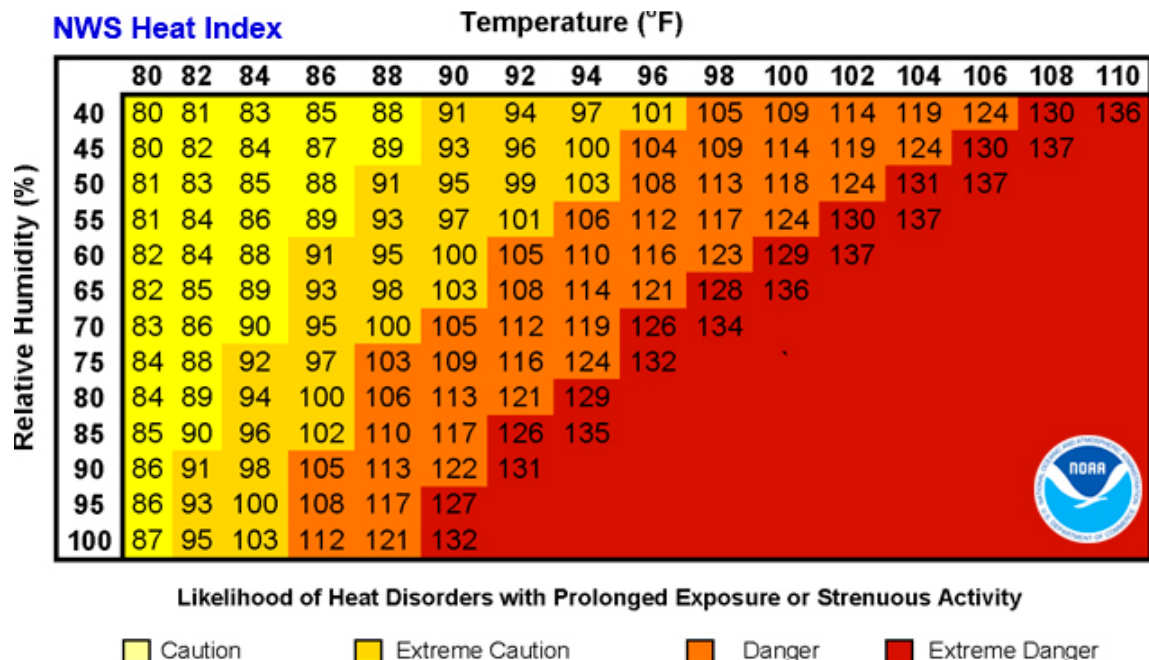 NWS Heat Index
Temperature (°F)
80 82 84 86 88 90 92 94 96 98 100 102 104 106 108 110
Relative Humidity (%)
40 80 81 83 85 88 91 94 97 101 105 109 114 119 124 130 136
45 80 82 84 87 89 93 96 100 104 109 114 119 124 130 137
50 81 83 85 88 91 95 99 103 108 113 118 124 131 137
55 81 84 86 89 93 97 101 106 112 117 124 130 137
60 82 84 88 91 95 100 105 110 116 123 129 137
65 82 85 89 93 98 103 108 114 121 128 136
70 83 86 90 95 100 105 112 119 126 134
75 84 88 92 97 103 109 116 124 132
80 84 89 94 100 106 113 121 129
85 85 90 96 102 110 117 126 135
90 86 91 98 105 113 122 131
95 86 93 100 108 117 127
100 87 95 103 112 121 132
NOAA
NATIONAL OCEANIC AND ATMOSPHERIC ADMINISTRATION
U.S. DEPARTMENT OF COMMERCE
Likelihood of Heat Disorders with Prolonged Exposure or Strenuous Activity
Caution
Extreme Caution
Danger
Extreme Danger